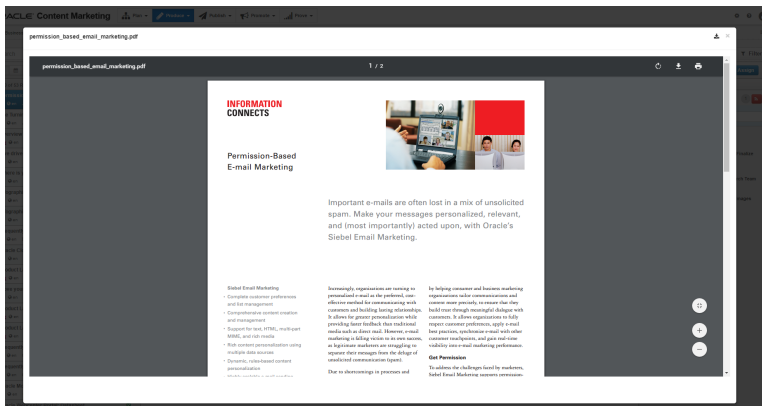 ORACLE Content Marketing
Plan
Produce
Publish
Promote
Prove
permission_based_email_marketing.pdf
permission_based_email_marketing.pdf
1 / 2
INFORMATION
CONNECTS
Permission-Based
E-mail Marketing
Important e-mails are often lost in a mix of unsolicited
spam. Make your messages personalized, relevant,
and (most importantly) acted upon, with Oracle's
Siebel Email Marketing.
Siebel Email Marketing
• Complete customer preferences
and list management
• Comprehensive content creation
and management
• Support for text, HTML, multi-part
MIME, and rich media
• Rich content personalization using
multiple data sources
• Dynamic, rules-based content
personalization
Increasingly, organizations are turning to
personalized e-mail as the preferred, cost-
effective method for communicating with
customers and building lasting relationships.
It allows for greater personalization while
providing faster feedback than traditional
media such as direct mail. However, e-mail
marketing is falling victim to its own success,
as legitimate marketers are struggling to
separate their messages from the deluge of
unsolicited communication (spam).
Due to shortcomings in processes and
by helping consumer and business marketing
organizations tailor communications and
content more precisely, to ensure that they
build trust through meaningful dialogue with
customers. It allows organizations to fully
respect customer preferences, apply e-mail
best practices, synchronize e-mail with other
customer touchpoints, and gain real-time
visibility into e-mail marketing performance.
Get Permission
To address the challenges faced by marketers,
Siebel Email Marketing supports permission-